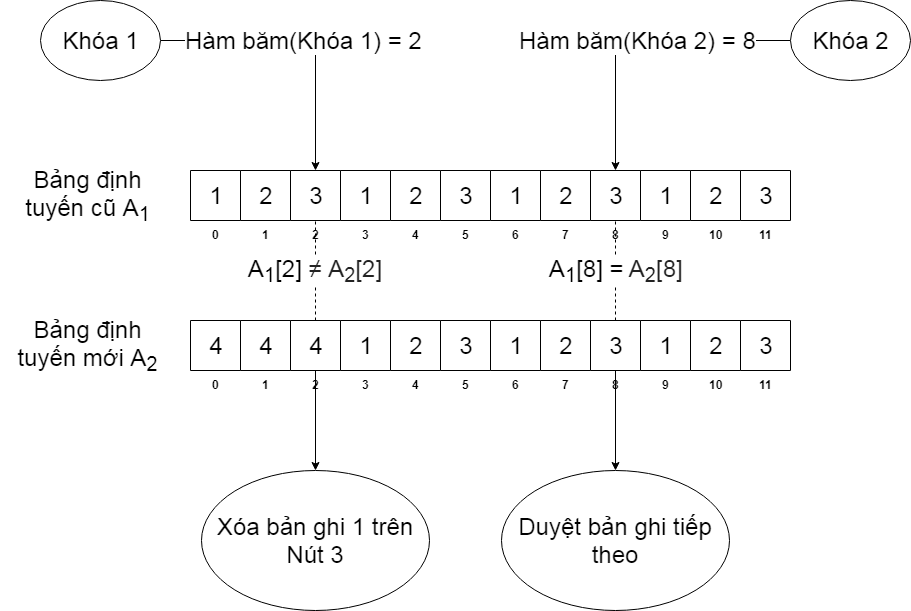 Khóa 1
Hàm băm(Khóa 1) = 2
Hàm băm(Khóa 2) = 8
Khóa 2
Bảng định
tuyến cũ A1
1 2 3 1 2 3 1 2 3 1 2 3
0 1 2 3 4 5 6 7 8 9 10 11
A1[2] ≠ A2[2]
A1[8] = A2[8]
Bảng định
tuyến mới A2
4 4 4 1 2 3 1 2 3 1 2 3
0 1 2 3 4 5 6 7 8 9 10 11
Xóa bản ghi 1 trên
Nút 3
Duyệt bản ghi tiếp
theo